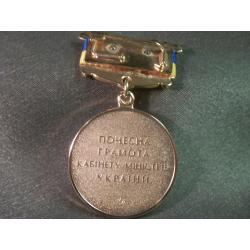 ПОЧЕСНА
ГРАМОТА
КАБІНЕТУ МІНІСТРІВ
УКРАЇНИ